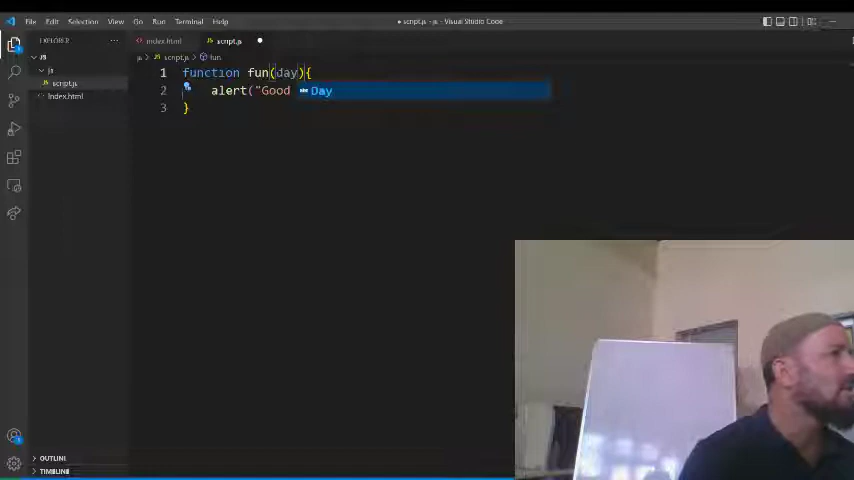 File Edit Selection View Go Run Terminal Help
● script.js - js - Visual Studio Code
EXPLORER ...
index.html
script.js
JS
js > script.js > fun
js
script.js
index.html
1 function fun(day){
2 alert("Good
Day
3 }
OUTLINE
TIMELINE